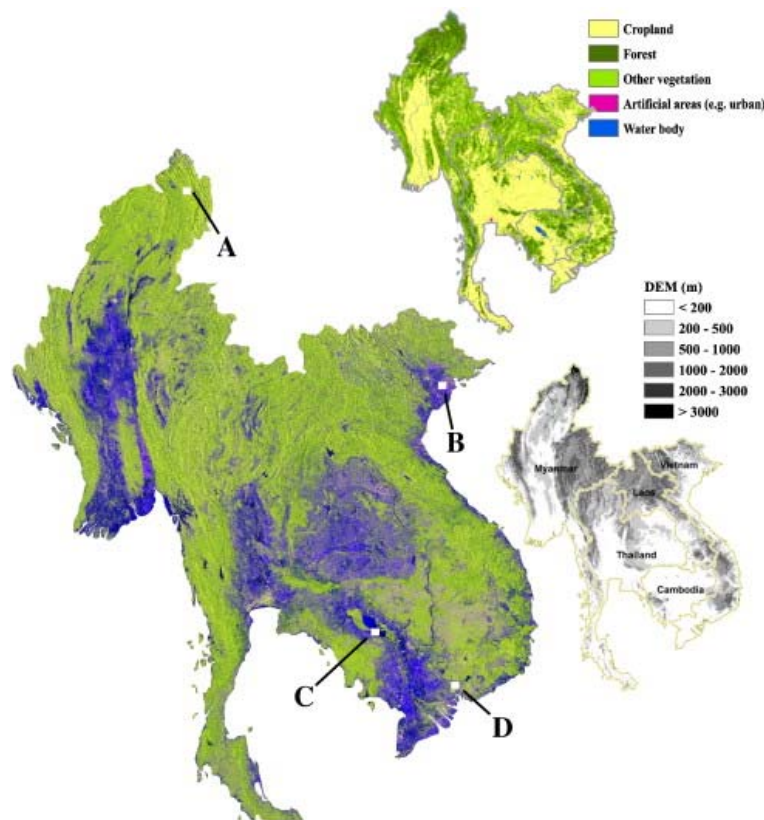 Cropland
Forest
Other vegetation
Artificial areas (e.g. urban)
Water body
A
B
C
D
DEM (m)
< 200
200 - 500
500 - 1000
1000 - 2000
2000 - 3000
> 3000
Myanmar
Vietnam
Laos
Thailand
Cambodia